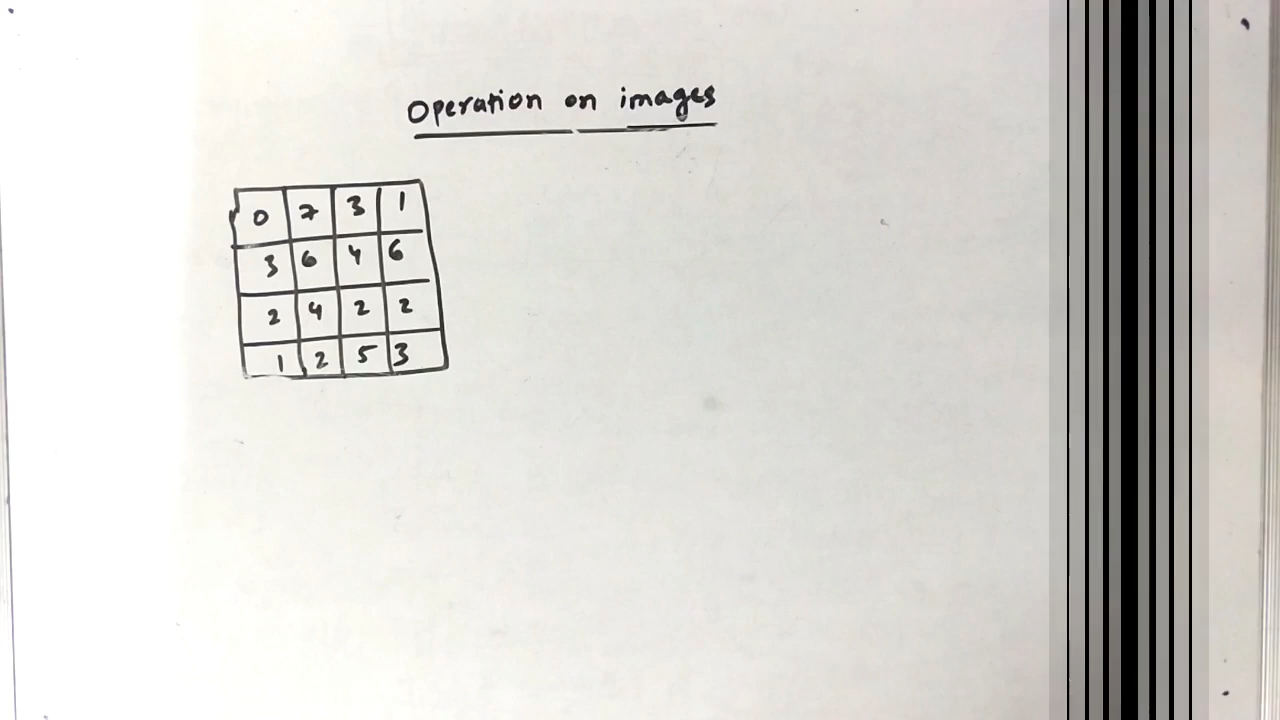 Operation on images
0 7 3 1
3 6 4 6
2 4 2 2
1 2 5 3